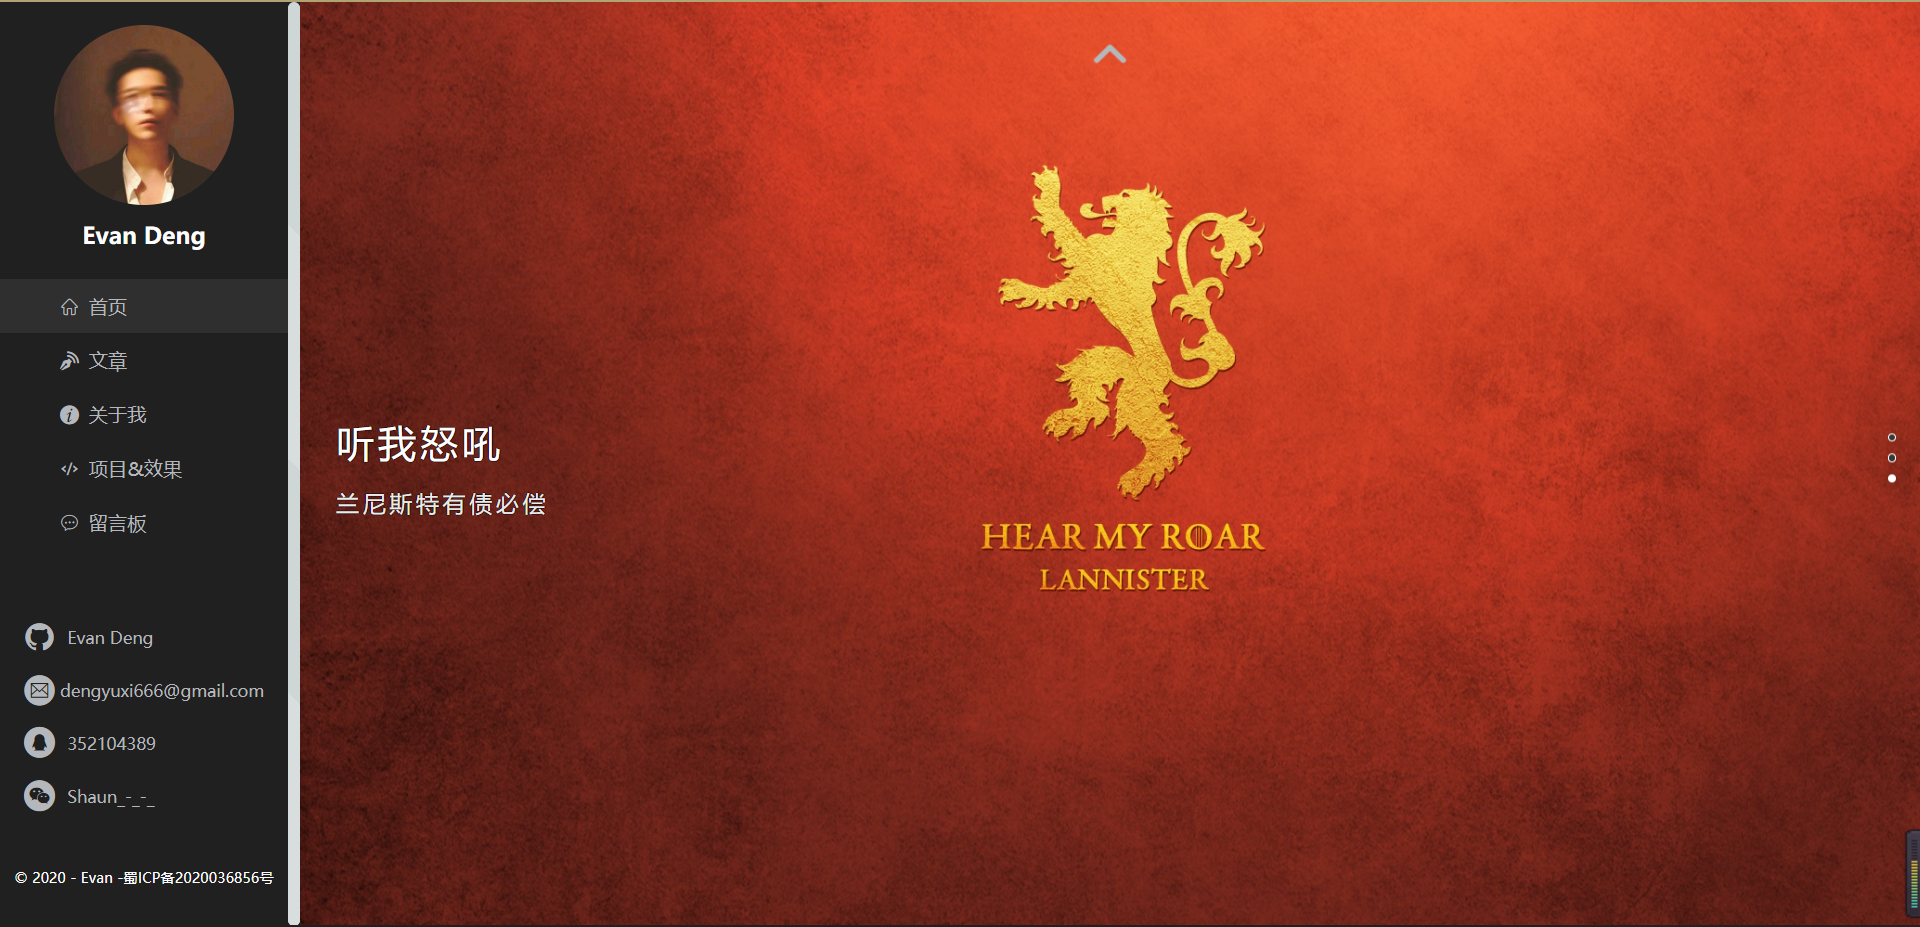 Evan Deng
首页
文章
关于我
项目&效果
留言板
Evan Deng
dengyuxi666@gmail.com
352104389
Shaun_-_-_
© 2020 - Evan -蜀ICP备2020036856号
听我怒吼
兰尼斯特有债必偿
HEAR MY ROAR
LANNISTER